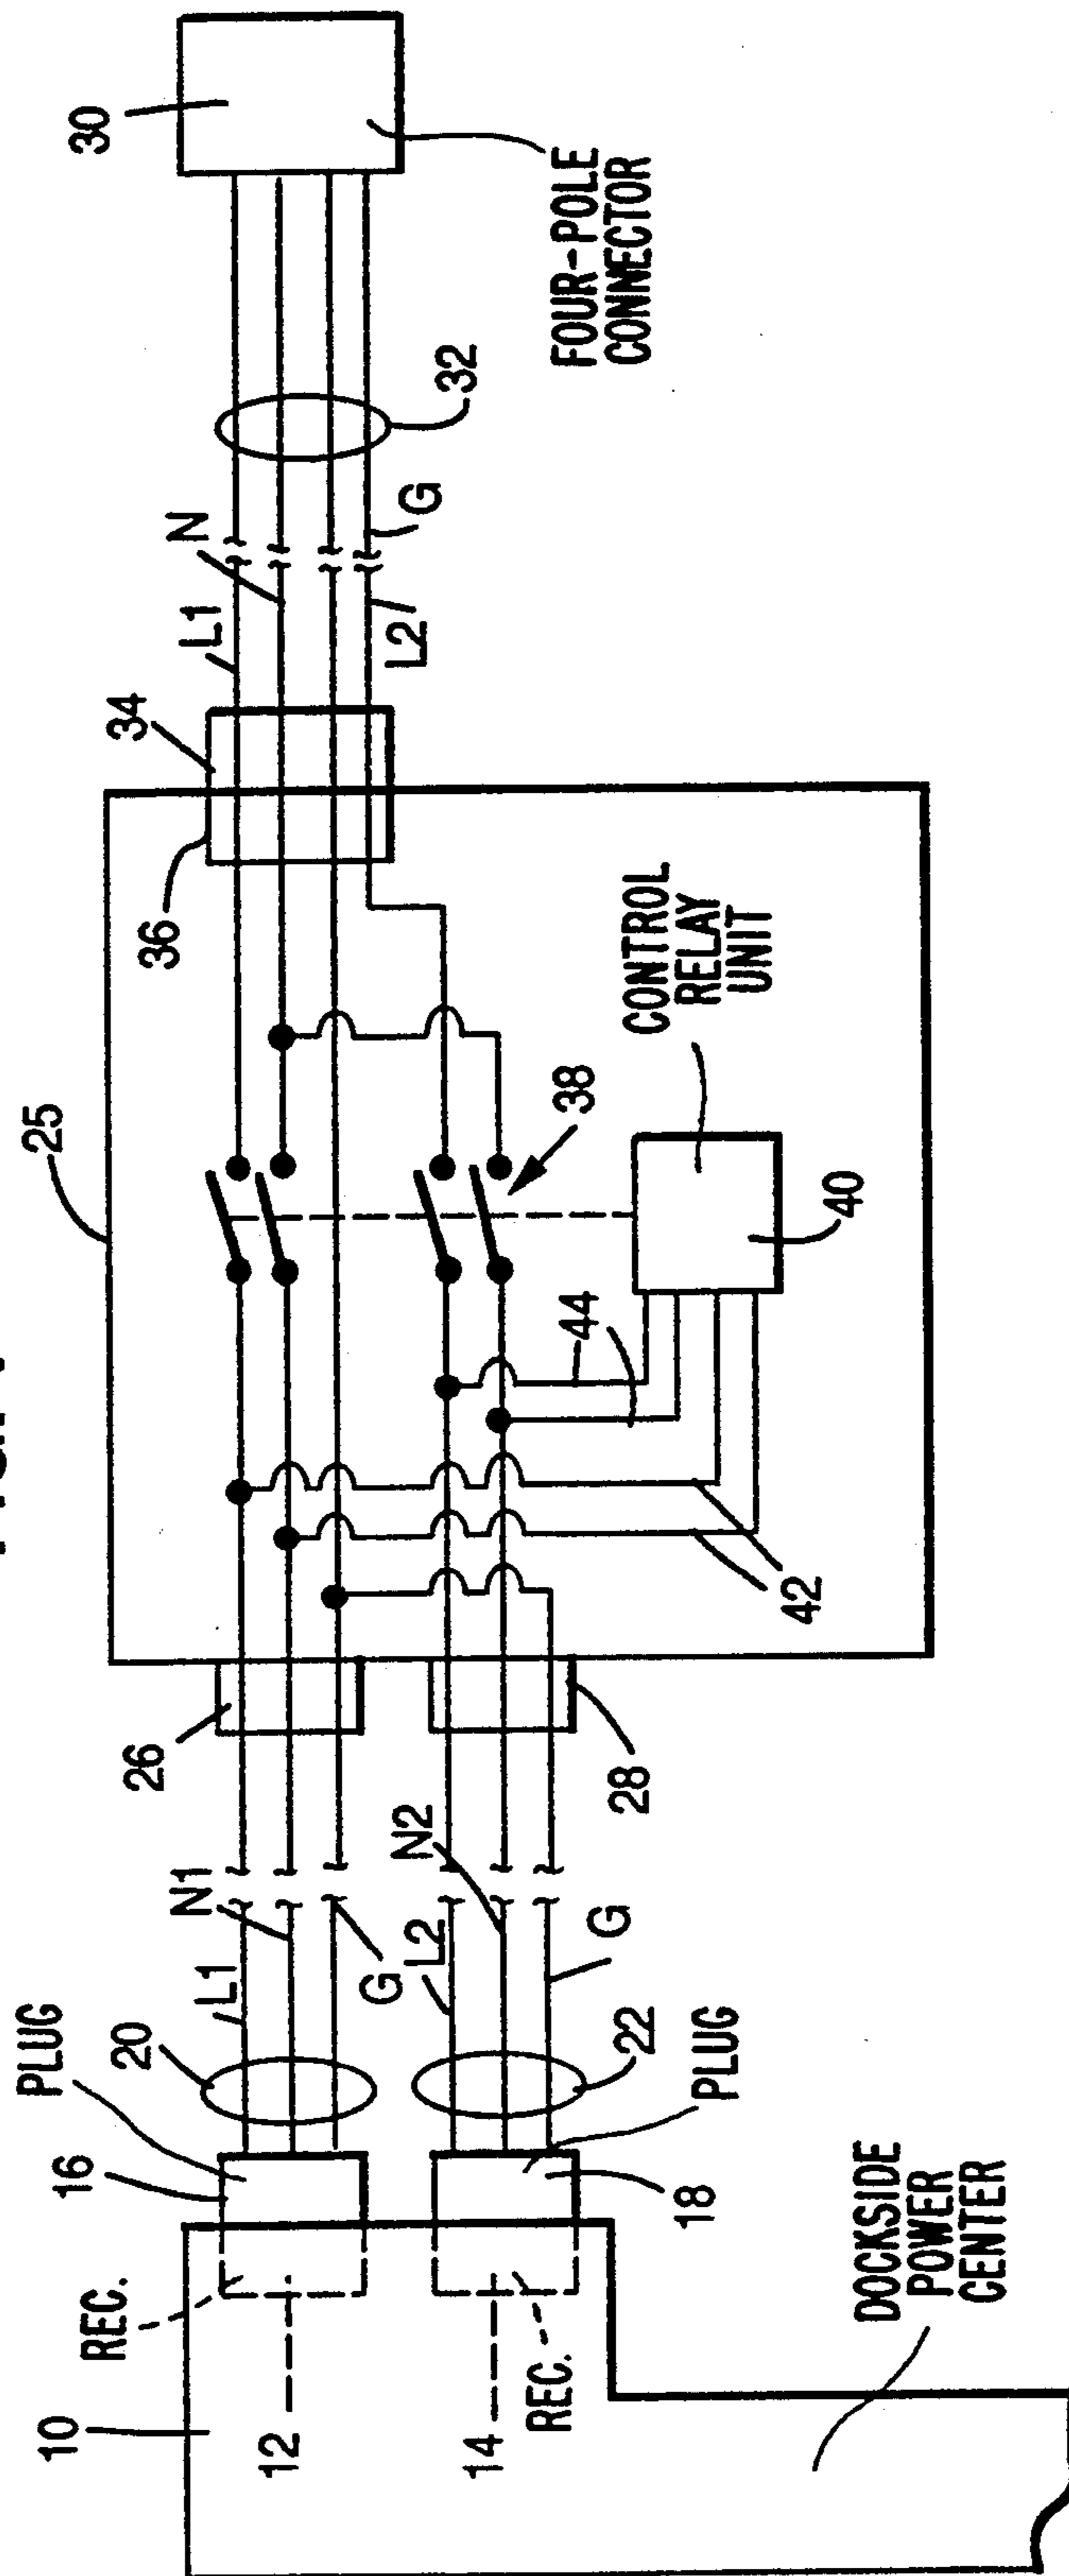 10
REC.
12
14
REC.
DOCKSIDE
POWER
CENTER
16
PLUG
18
PLUG
20
22
L1
N1
G
L2
N2
G
26
28
25
42
44
38
40
CONTROL
RELAY
UNIT
36
34
L1
N
L2
G
32
30
FOUR-POLE
CONNECTOR